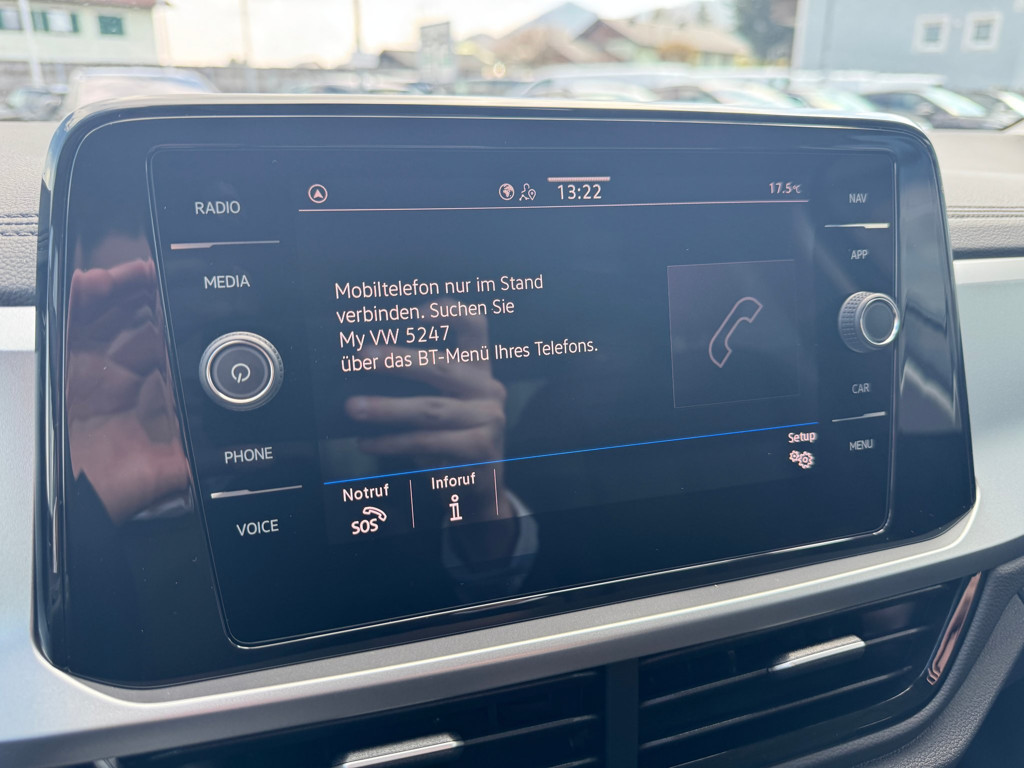 RADIO
MEDIA
PHONE
VOICE
13:22
17.5°C
Mobiltelefon nur im Stand
verbinden. Suchen Sie
My VW 5247
über das BT-Menü Ihres Telefons.
Notruf
SOS
Inforuf
i
Setup
NAV
APP
CAR
MENU